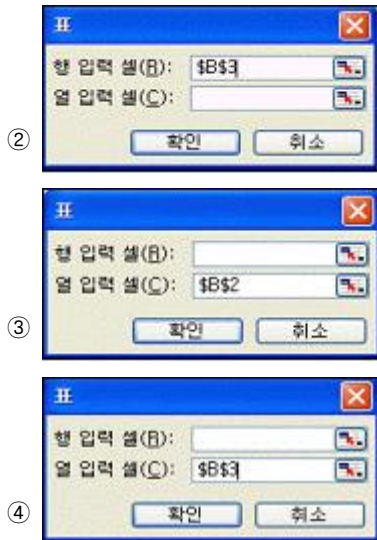 표
행 입력 셀(R): $B$3
열 입력 셀(C):
② 확인 취소
표
행 입력 셀(R):
열 입력 셀(C): $B$2
③ 확인 취소
표
행 입력 셀(R):
열 입력 셀(C): $B$3
④ 확인 취소